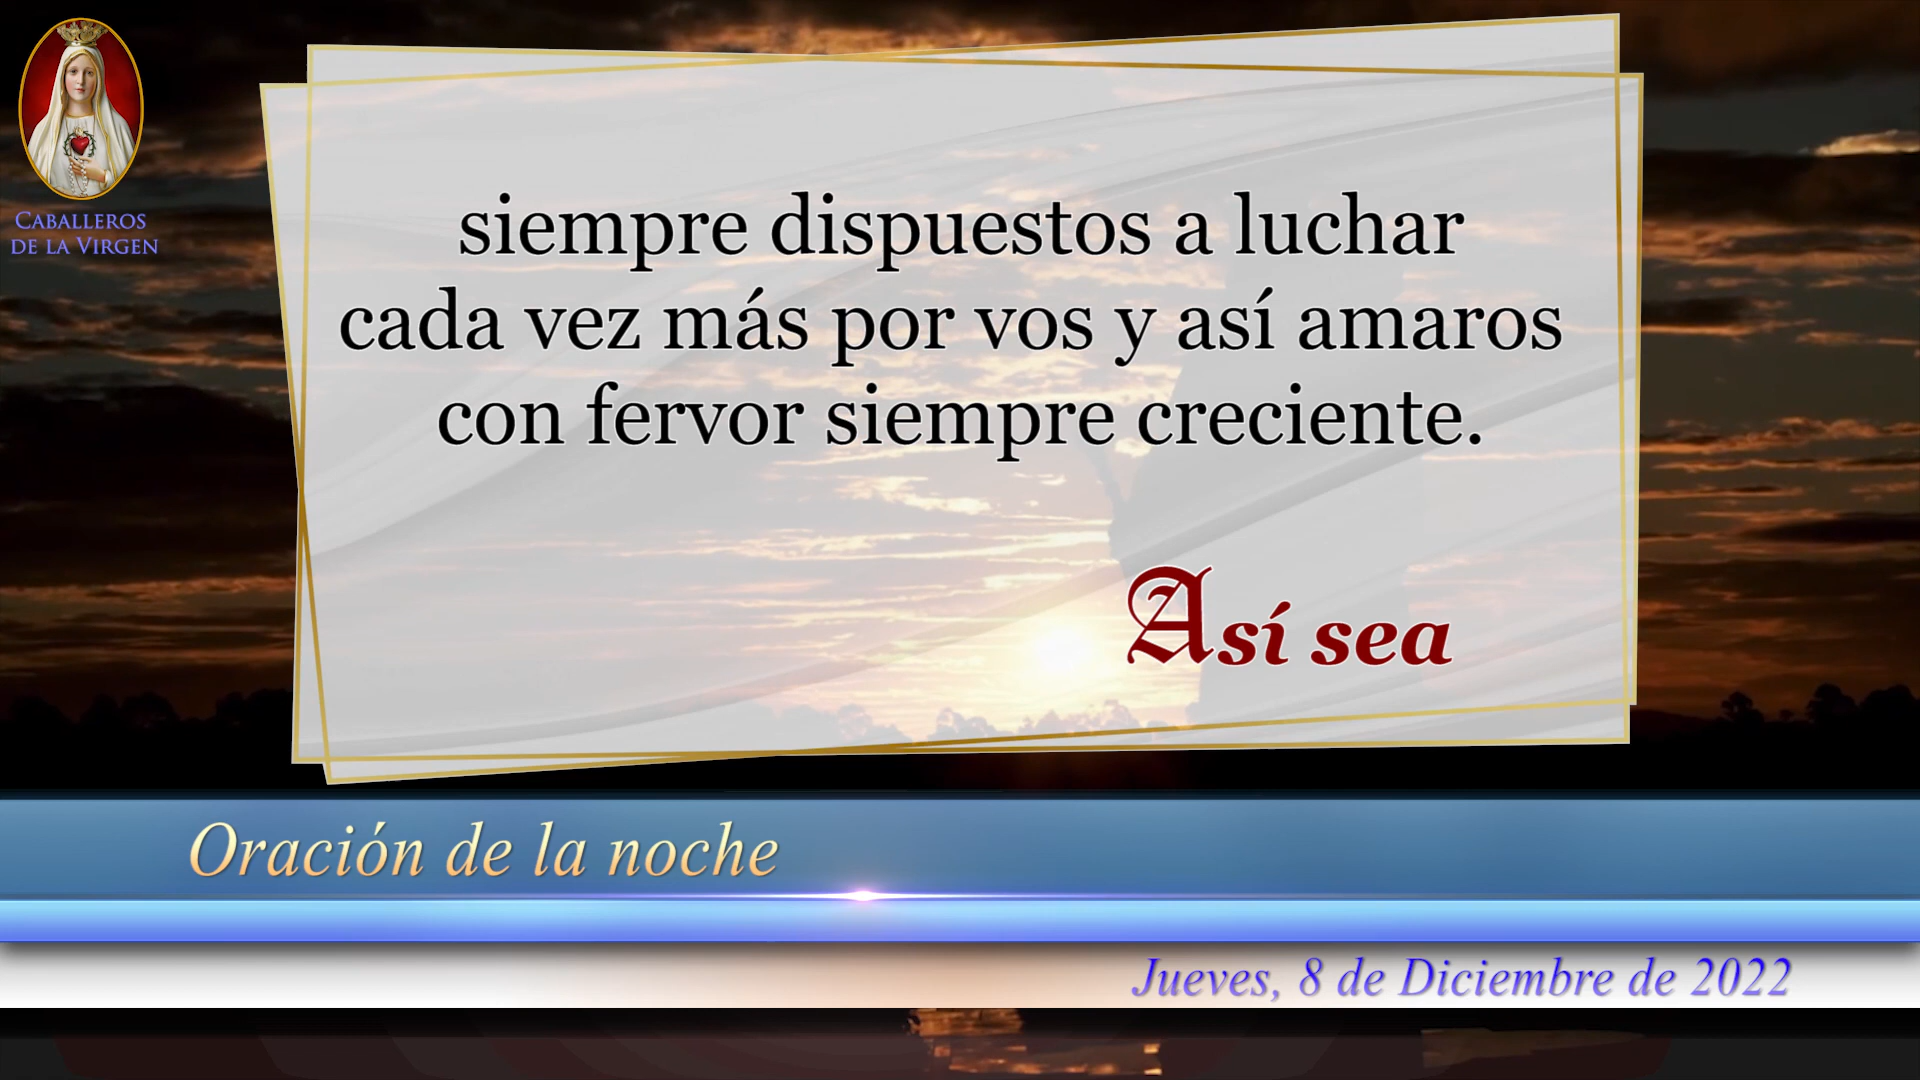 CABALLEROS
DE LA VIRGEN
siempre dispuestos a luchar
cada vez más por vos y así amaros
con fervor siempre creciente.
Así sea
Oración de la noche
Jueves, 8 de Diciembre de 2022